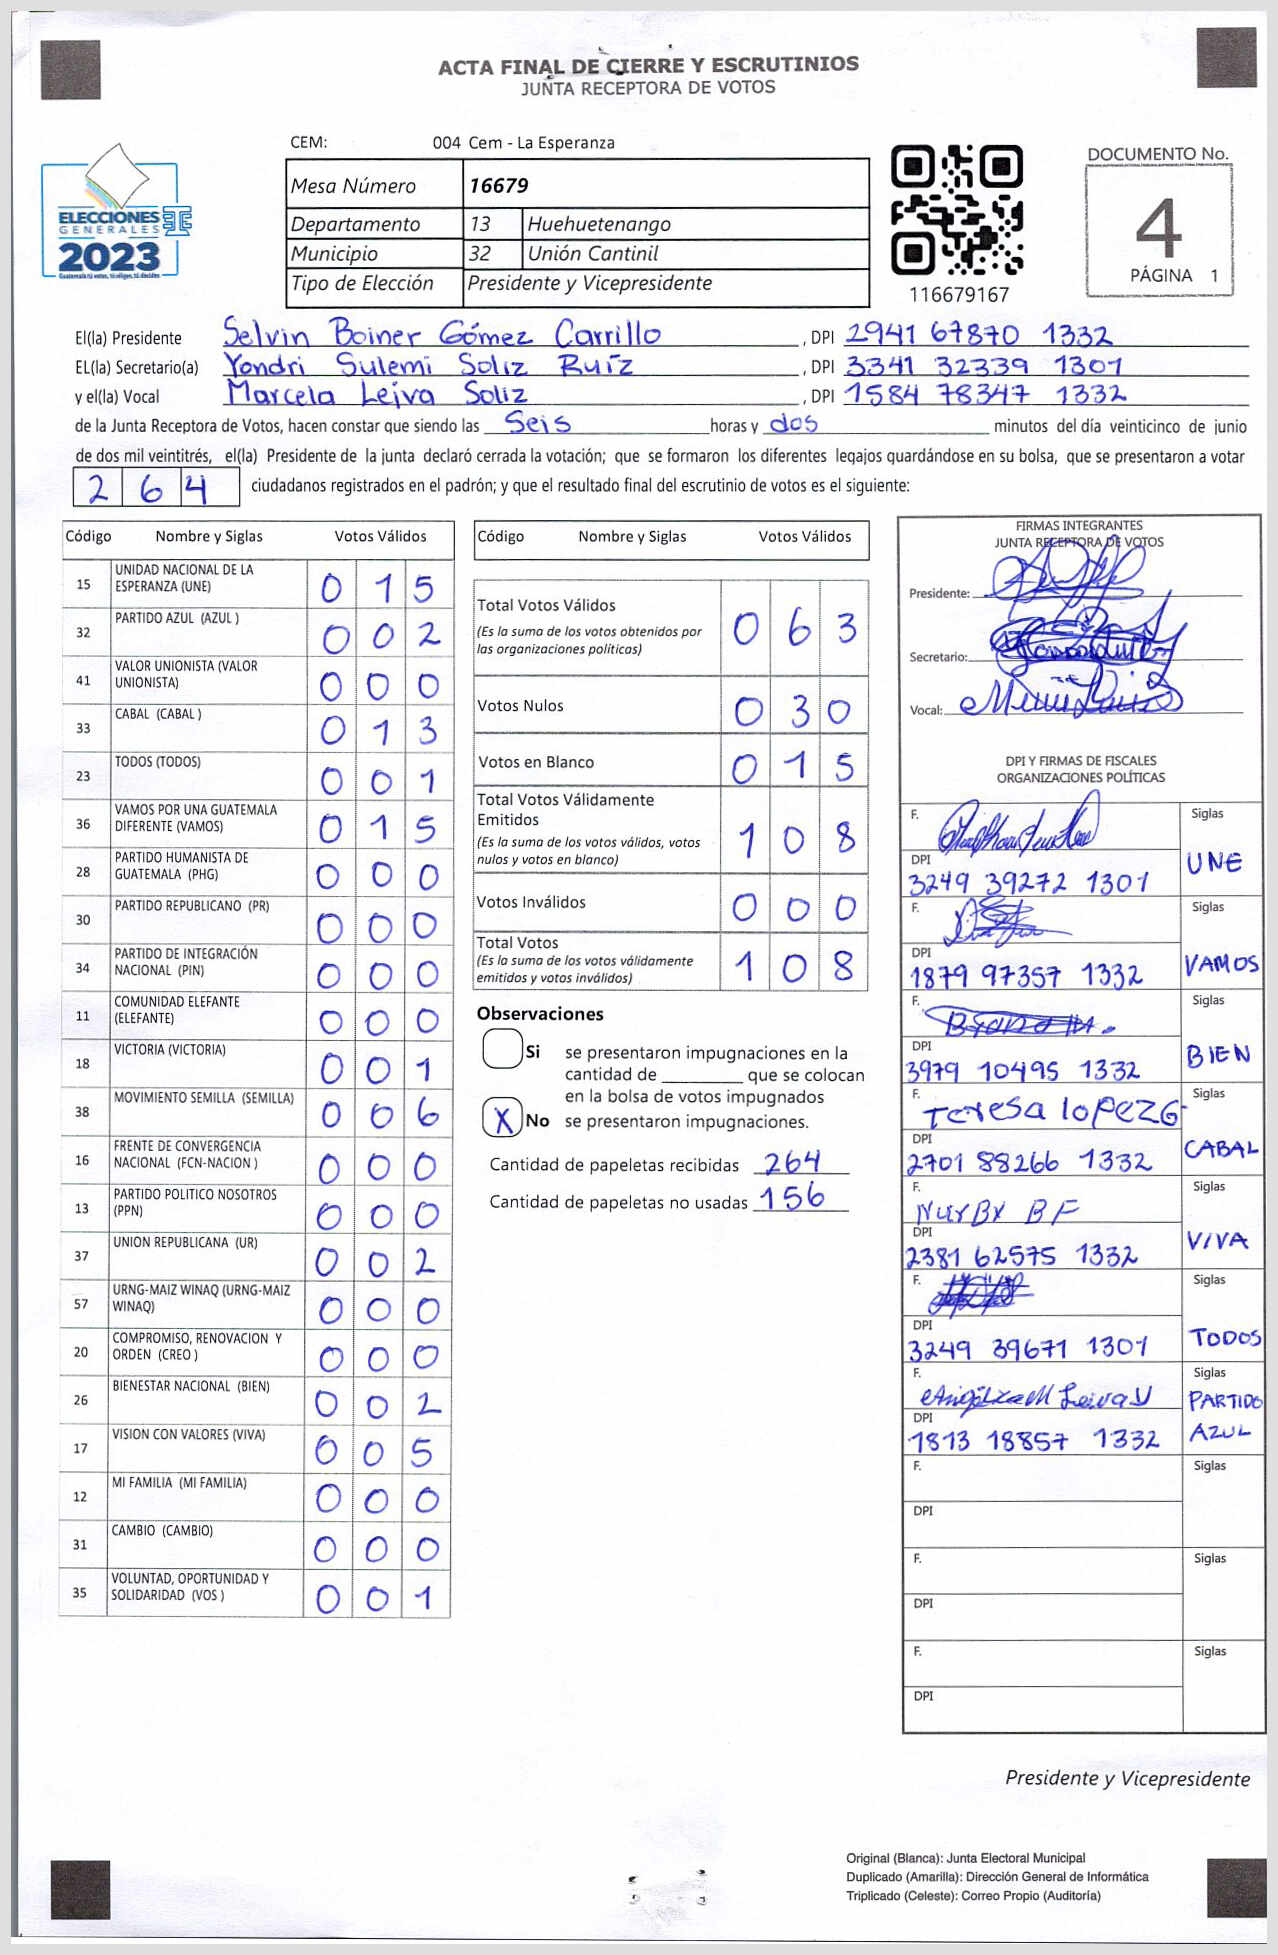 ACTA FINAL DE CIERRE Y ESCRUTINIOS
JUNTA RECEPTORA DE VOTOS
CEM: 004 Cem - La Esperanza
Mesa Número 16679
Departamento 13 Huehuetenango
Municipio 32 Unión Cantinil
Tipo de Elección Presidente y Vicepresidente
ELECCIONES
GENERALES
2023
Guatemala tú votas, tú eliges, tú decides
116679167
DOCUMENTO No.
4
PÁGINA 1
El(la) Presidente Selvin Boiner Gómez Carrillo , DPI 2941 67870 1332
EL(la) Secretario(a) Yondri Sulemi Soliz Ruíz , DPI 3341 32339 1301
y el(la) Vocal Marcela Leiva Soliz , DPI 1584 78347 1332
de la Junta Receptora de Votos, hacen constar que siendo las Seis horas y dos minutos del día veinticinco de junio
de dos mil veintitrés, el(la) Presidente de la junta declaró cerrada la votación; que se formaron los diferentes legajos guardándose en su bolsa, que se presentaron a votar
264 ciudadanos registrados en el padrón; y que el resultado final del escrutinio de votos es el siguiente:
Código Nombre y Siglas Votos Válidos
15 UNIDAD NACIONAL DE LA
ESPERANZA (UNE) 0 1 5
32 PARTIDO AZUL (AZUL ) 0 0 2
41 VALOR UNIONISTA (VALOR
UNIONISTA) 0 0 0
33 CABAL (CABAL ) 0 1 3
23 TODOS (TODOS) 0 0 1
36 VAMOS POR UNA GUATEMALA
DIFERENTE (VAMOS) 0 1 5
28 PARTIDO HUMANISTA DE
GUATEMALA (PHG) 0 0 0
30 PARTIDO REPUBLICANO (PR) 0 0 0
34 PARTIDO DE INTEGRACIÓN
NACIONAL (PIN) 0 0 0
11 COMUNIDAD ELEFANTE
(ELEFANTE) 0 0 0
18 VICTORIA (VICTORIA) 0 0 1
38 MOVIMIENTO SEMILLA (SEMILLA) 0 0 6
16 FRENTE DE CONVERGENCIA
NACIONAL (FCN-NACION ) 0 0 0
13 PARTIDO POLITICO NOSOTROS
(PPN) 0 0 0
37 UNION REPUBLICANA (UR) 0 0 2
57 URNG-MAIZ WINAQ (URNG-MAIZ
WINAQ) 0 0 0
20 COMPROMISO, RENOVACION Y
ORDEN (CREO ) 0 0 0
26 BIENESTAR NACIONAL (BIEN) 0 0 2
17 VISION CON VALORES (VIVA) 0 0 5
12 MI FAMILIA (MI FAMILIA) 0 0 0
31 CAMBIO (CAMBIO) 0 0 0
35 VOLUNTAD, OPORTUNIDAD Y
SOLIDARIDAD (VOS ) 0 0 1
Código Nombre y Siglas Votos Válidos
Total Votos Válidos 0 6 3
(Es la suma de los votos obtenidos por
las organizaciones políticas)
Votos Nulos 0 3 0
Votos en Blanco 0 1 5
Total Votos Válidamente
Emitidos 1 0 8
(Es la suma de los votos válidos, votos
nulos y votos en blanco)
Votos Inválidos 0 0 0
Total Votos 1 0 8
(Es la suma de los votos válidamente
emitidos y votos inválidos)
Observaciones
Si se presentaron impugnaciones en la
cantidad de ________ que se colocan
en la bolsa de votos impugnados
X No se presentaron impugnaciones.
Cantidad de papeletas recibidas 264
Cantidad de papeletas no usadas 156
FIRMAS INTEGRANTES
JUNTA RECEPTORA DE VOTOS
Presidente:
Secretario:
Vocal:
DPI Y FIRMAS DE FISCALES
ORGANIZACIONES POLÍTICAS
F. Siglas
DPI UNE
3249 39272 1301
F. Siglas
DPI VAMOS
1879 97357 1332
F. Siglas
DPI BIEN
3979 10495 1332
F. Teresa lopez G Siglas
DPI CABAL
2701 88266 1332
F. Siglas
NURBY BF
DPI VIVA
2381 62575 1332
F. Siglas
DPI TODOS
3249 39671 1301
F. Siglas
PARTIDO
DPI AZUL
1813 18857 1332
F. Siglas
DPI
F. Siglas
DPI
F. Siglas
DPI
Presidente y Vicepresidente
Original (Blanca): Junta Electoral Municipal
Duplicado (Amarilla): Dirección General de Informática
Triplicado (Celeste): Correo Propio (Auditoría)